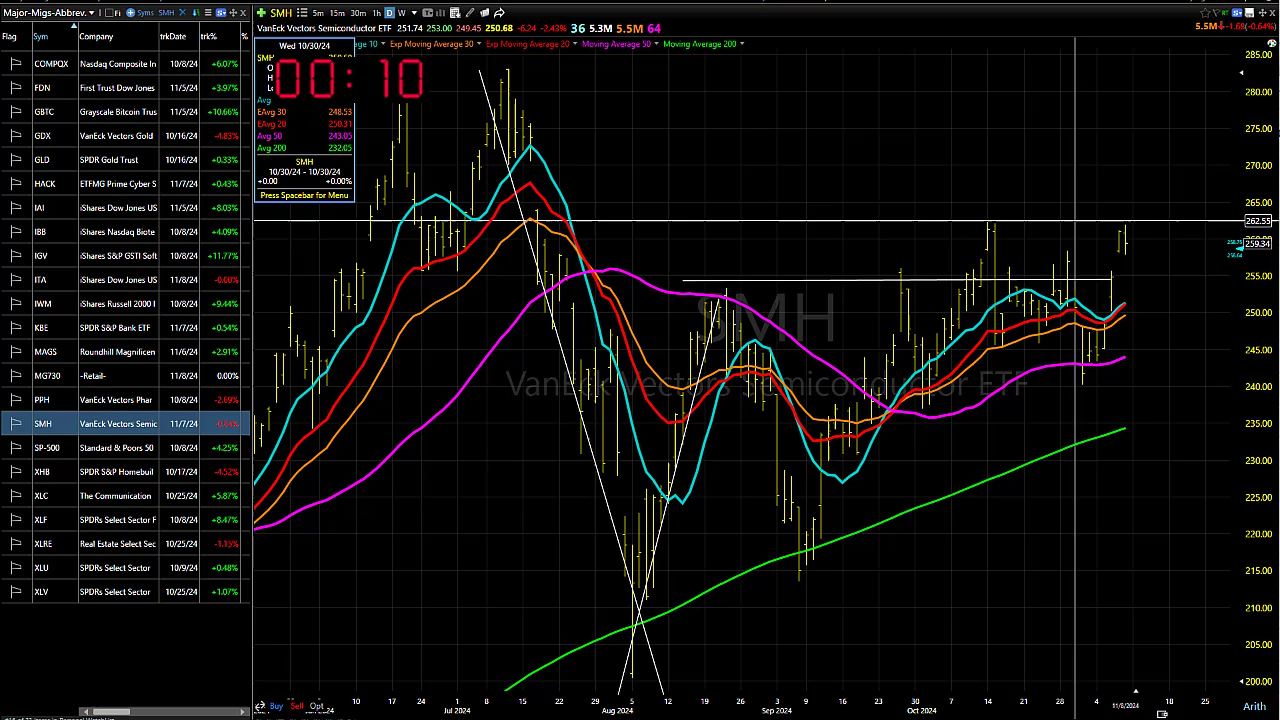 Major-Migs-Abbrev. Fi Syms SMH
Flag Sym Company trkDate trk% %
COMPQX Nasdaq Composite In 10/8/24 +6.07%
FDN First Trust Dow Jones 11/5/24 +3.97%
GBTC Grayscale Bitcoin Trus 11/5/24 +10.66%
GDX VanEck Vectors Gold 10/16/24 -4.83%
GLD SPDR Gold Trust 10/16/24 +0.33%
HACK ETFMG Prime Cyber S 11/7/24 +0.43%
IAI iShares Dow Jones US 11/5/24 +8.03%
IBB iShares Nasdaq Biote 10/8/24 +4.09%
IGV iShares S&P GSTI Soft 10/8/24 +11.77%
ITA iShares Dow Jones US 11/8/24 -0.60%
IWM iShares Russell 2000 I 10/8/24 +9.44%
KBE SPDR S&P Bank ETF 11/7/24 +0.54%
MAGS Roundhill Magnificen 11/6/24 +2.91%
MG730 -Retail- 11/8/24 0.00%
PPH VanEck Vectors Phar 10/8/24 -2.69%
SMH VanEck Vectors Semic 11/7/24 -0.64%
SP-500 Standard & Poors 50 10/8/24 +4.25%
XHB SPDR S&P Homebuil 10/17/24 -4.52%
XLC The Communication 10/25/24 +5.87%
XLF SPDRs Select Sector F 10/8/24 +8.47%
XLRE Real Estate Select Sec 10/25/24 -1.15%
XLU SPDRs Select Sector 10/9/24 +0.48%
XLV SPDRs Select Sector 10/25/24 +1.07%
SMH 5m 15m 30m 1h D W
VanEck Vectors Semiconductor ETF 251.74 253.00 249.45 250.68 -6.24 -2.43% 36 5.3M 5.5M 64
5.5M -1.68 (-0.64%)
ge 10 Exp Moving Average 30 Exp Moving Average 20 Moving Average 50 Moving Average 200
Wed 10/30/24
00:10
Avg
EAvg 30 248.53
EAvg 20 250.31
Avg 50 243.05
Avg 200 232.05
SMH
10/30/24 - 10/30/24
+0.00 +0.00%
Press Spacebar for Menu
SMH
VanEck Vectors Semiconductor ETF
285.00
280.00
275.00
270.00
265.00
262.55
259.34
255.00
250.00
245.00
240.00
235.00
230.00
225.00
220.00
215.00
210.00
205.00
200.00
10 17 24 8 15 22 29 5 12 19 26 9 16 23 7 14 21 28 4 11/8/2024 18 25
Jul 2024 Aug 2024 Sep 2024 Oct 2024
Buy Sell Opt
Arith